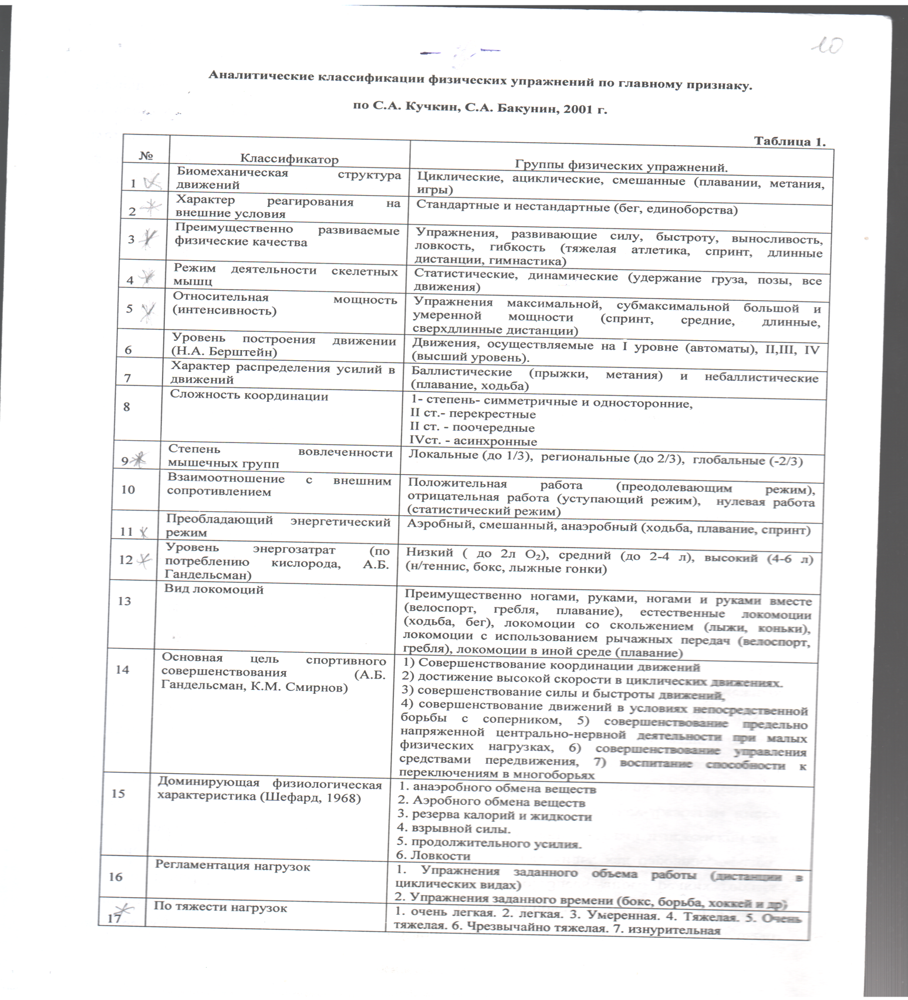 10
Аналитические классификации физических упражнений по главному признаку.
по С.А. Кучкин, С.А. Бакунин, 2001 г.
Таблица 1.
№
Классификатор
Группы физических упражнений.
1
Биомеханическая структура
движений
Циклические, ациклические, смешанные (плавании, метания,
игры)
2
Характер реагирования на
внешние условия
Стандартные и нестандартные (бег, единоборства)
3
Преимущественно развиваемые
физические качества
Упражнения, развивающие силу, быстроту, выносливость,
ловкость, гибкость (тяжелая атлетика, спринт, длинные
дистанции, гимнастика)
4
Режим деятельности скелетных
мышц
Статистические, динамические (удержание груза, позы, все
движения)
5
Относительная мощность
(интенсивность)
Упражнения максимальной, субмаксимальной большой и
умеренной мощности (спринт, средние, длинные,
сверхдлинные дистанции)
6
Уровень построения движении
(Н.А. Берштейн)
Движения, осуществляемые на I уровне (автоматы), II,III, IV
(высший уровень).
7
Характер распределения усилий в
движений
Баллистические (прыжки, метания) и небаллистические
(плавание, ходьба)
8
Сложность координации
1- степень- симметричные и односторонние,
II ст.- перекрестные
II ст. - поочередные
IVст. - асинхронные
9
Степень вовлеченности
мышечных групп
Локальные (до 1/3), региональные (до 2/3), глобальные (-2/3)
10
Взаимоотношение с внешним
сопротивлением
Положительная работа (преодолевающим режим),
отрицательная работа (уступающий режим), нулевая работа
(статистический режим)
11
Преобладающий энергетический
режим
Аэробный, смешанный, анаэробный (ходьба, плавание, спринт)
12
Уровень энергозатрат (по
потреблению кислорода, А.Б.
Гандельсман)
Низкий ( до 2л O₂), средний (до 2-4 л), высокий (4-6 л)
(н/теннис, бокс, лыжные гонки)
13
Вид локомоций
Преимущественно ногами, руками, ногами и руками вместе
(велоспорт, гребля, плавание), естественные локомоции
(ходьба, бег), локомоции со скольжением (лыжи, коньки),
локомоции с использованием рычажных передач (велоспорт,
гребля), локомоции в иной среде (плавание)
14
Основная цель спортивного
совершенствования (А.Б.
Гандельсман, К.М. Смирнов)
1) Совершенствование координации движений
2) достижение высокой скорости в циклических движениях.
3) совершенствование силы и быстроты движений,
4) совершенствование движений в условиях непосредственной
борьбы с соперником, 5) совершенствование предельно
напряженной центрально-нервной деятельности при малых
физических нагрузках, 6) совершенствование управления
средствами передвижения, 7) воспитание способности к
переключениям в многоборьях
15
Доминирующая физиологическая
характеристика (Шефард, 1968)
1. анаэробного обмена веществ
2. Аэробного обмена веществ
3. резерва калорий и жидкости
4. взрывной силы.
5. продолжительного усилия.
6. Ловкости
16
Регламентация нагрузок
1. Упражнения заданного объема работы (дистанции в
циклических видах)
2. Упражнения заданного времени (бокс, борьба, хоккей и др)
17
По тяжести нагрузок
1. очень легкая. 2. легкая. 3. Умеренная. 4. Тяжелая. 5. Очень
тяжелая. 6. Чрезвычайно тяжелая. 7. изнурительная